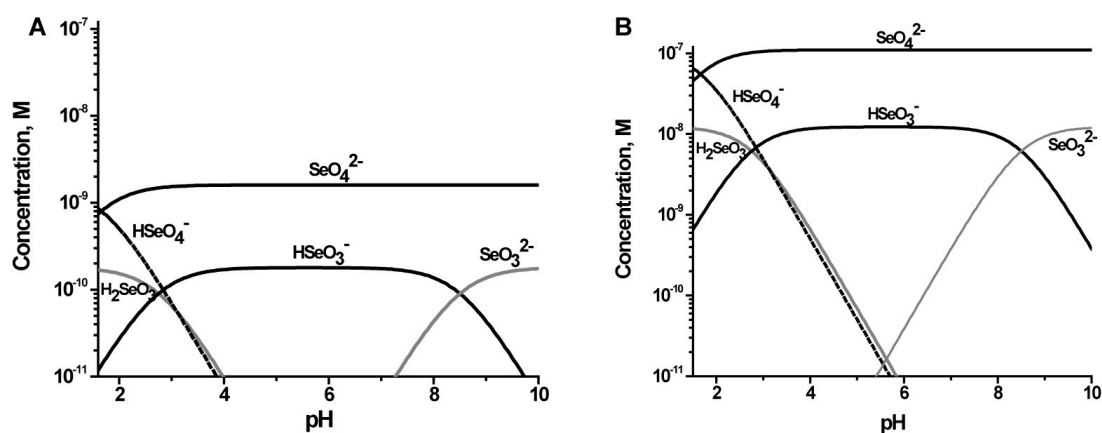 A
Concentration, M
10⁻⁷
10⁻⁸
10⁻⁹
10⁻¹⁰
10⁻¹¹
SeO₄²⁻
HSeO₄⁻
HSeO₃⁻
SeO₃²⁻
H₂SeO₃
2 4 6 8 10
pH
B
Concentration, M
10⁻⁷
10⁻⁸
10⁻⁹
10⁻¹⁰
10⁻¹¹
SeO₄²⁻
HSeO₄⁻
HSeO₃⁻
H₂SeO₃
SeO₃²⁻
2 4 6 8 10
pH